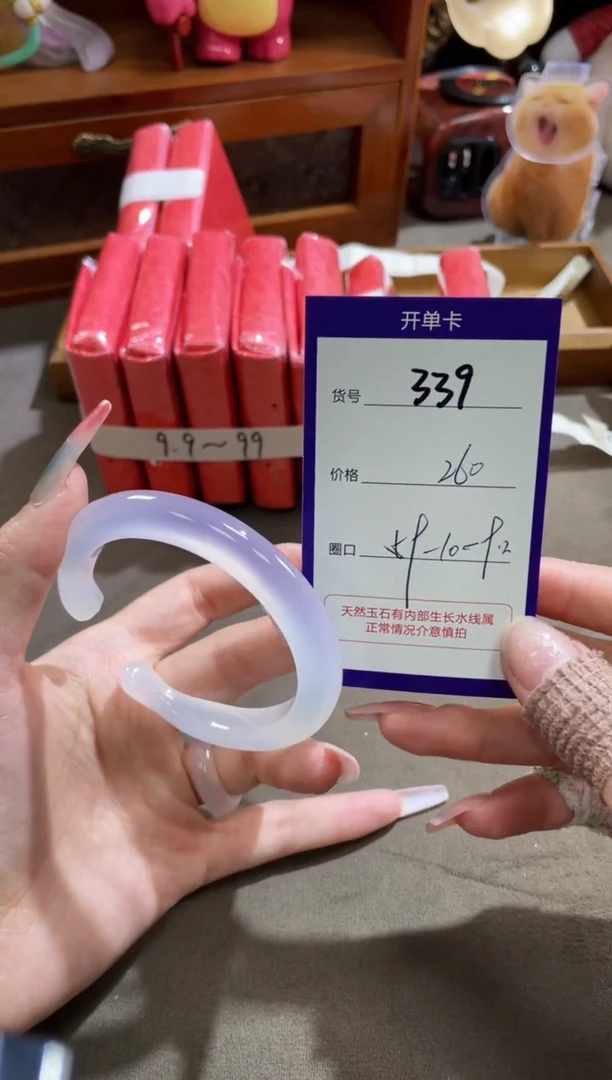 开单卡
货号 339
价格 260
圈口
天然玉石有内部生长水线属
正常情况介意慎拍
9.9~99